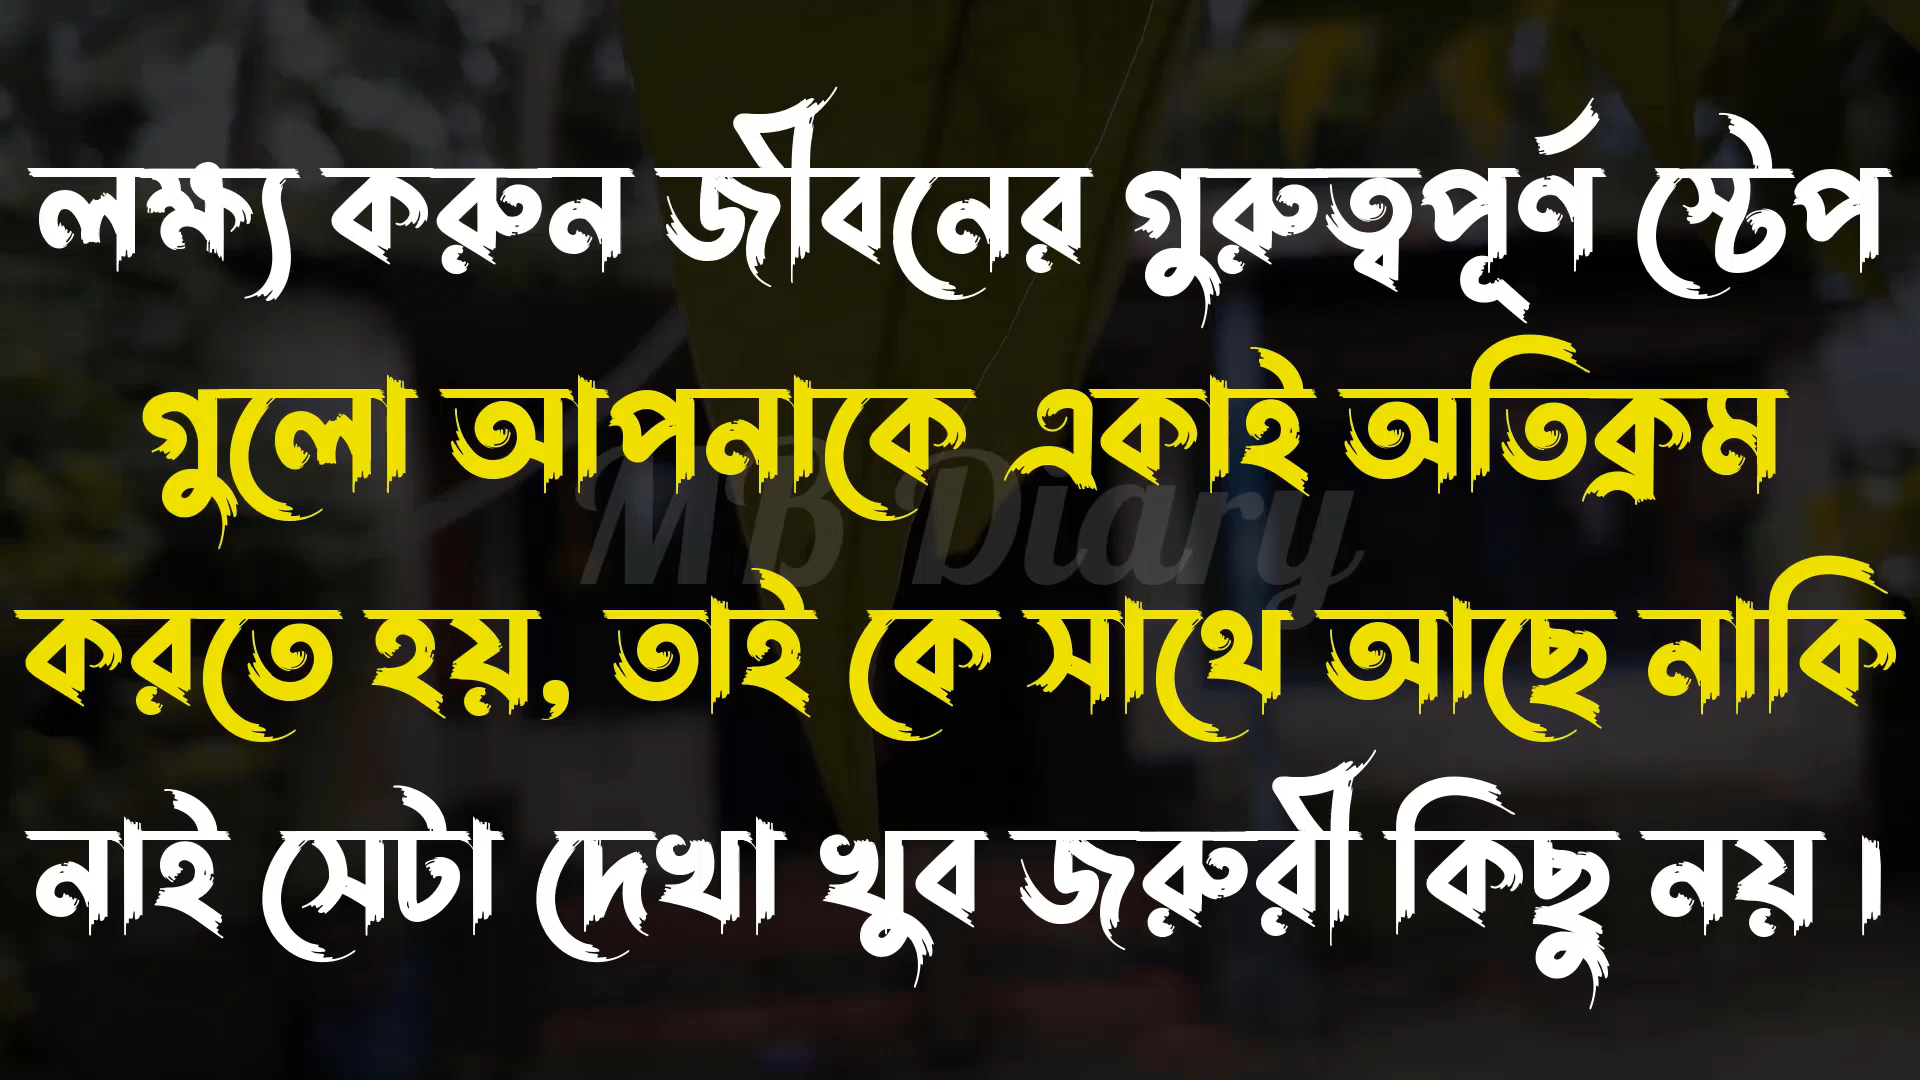 লক্ষ্য করুন জীবনের গুরুত্বপূর্ণ স্টেপ
গুলো আপনাকে একাই অতিক্রম
MB Diary
করতে হয়, তাই কে সাথে আছে নাকি
নাই সেটা দেখা খুব জরুরী কিছু নয়।